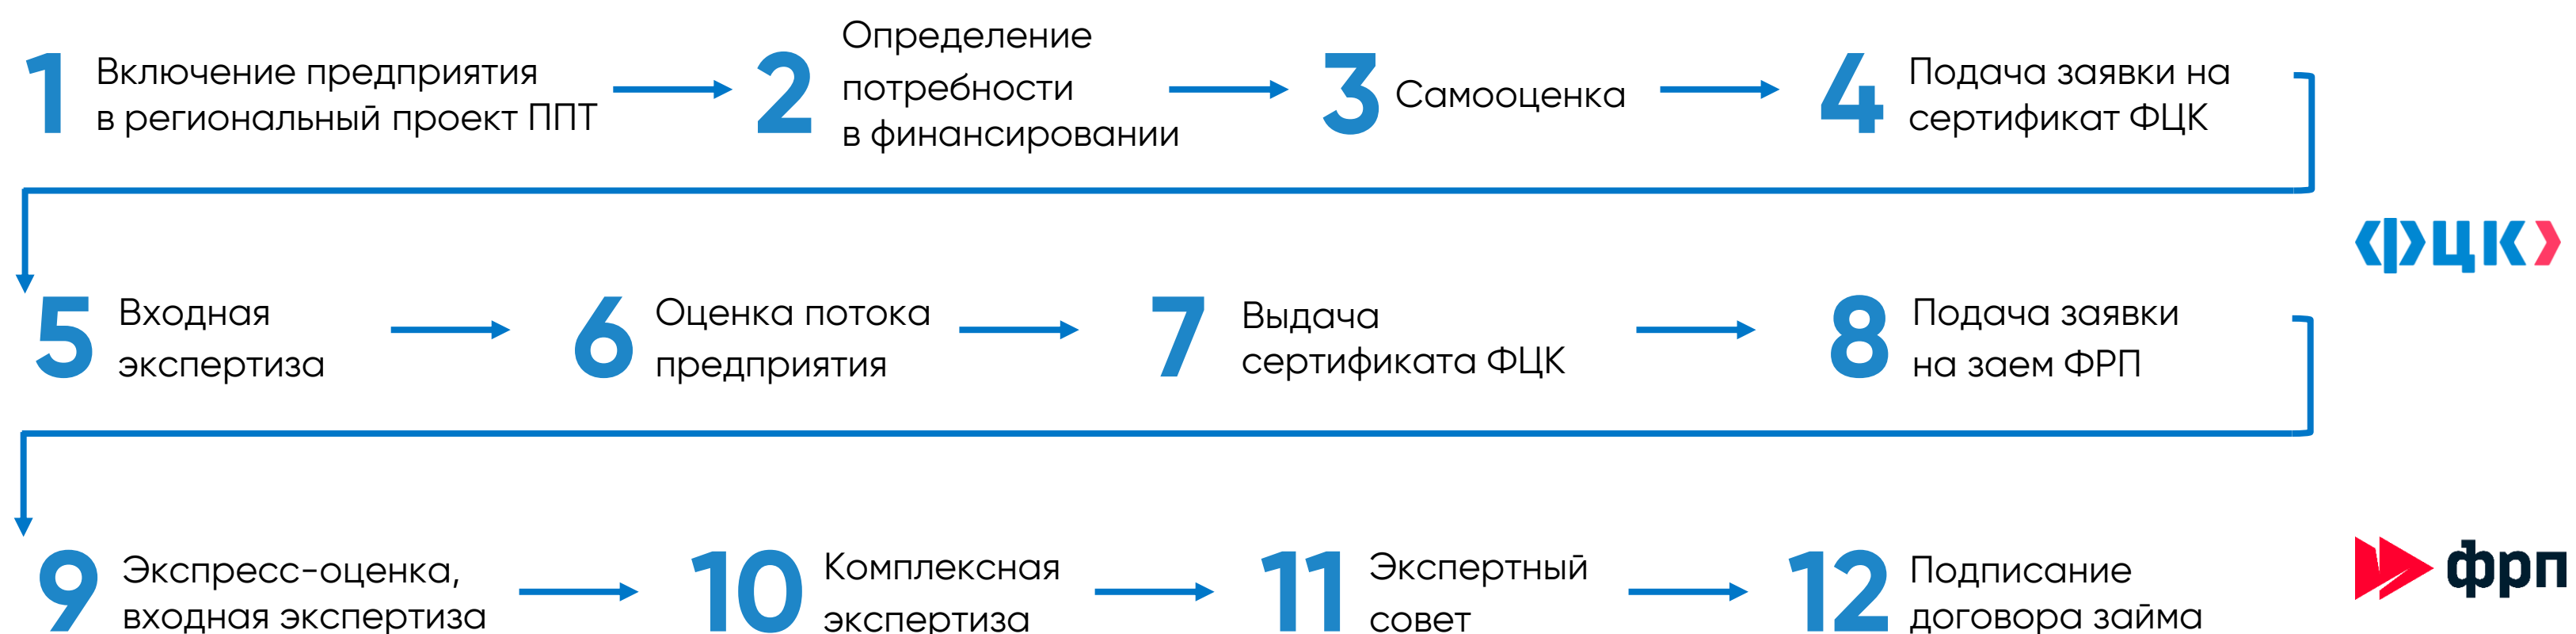 1
Включение предприятия
в региональный проект ППТ
2
Определение
потребности
в финансировании
3
Самооценка
4
Подача заявки на
сертификат ФЦК
5
Входная
экспертиза
6
Оценка потока
предприятия
7
Выдача
сертификата ФЦК
8
Подача заявки
на заем ФРП
фцк
9
Экспресс-оценка,
входная экспертиза
10
Комплексная
экспертиза
11
Экспертный
совет
12
Подписание
договора займа
фрп